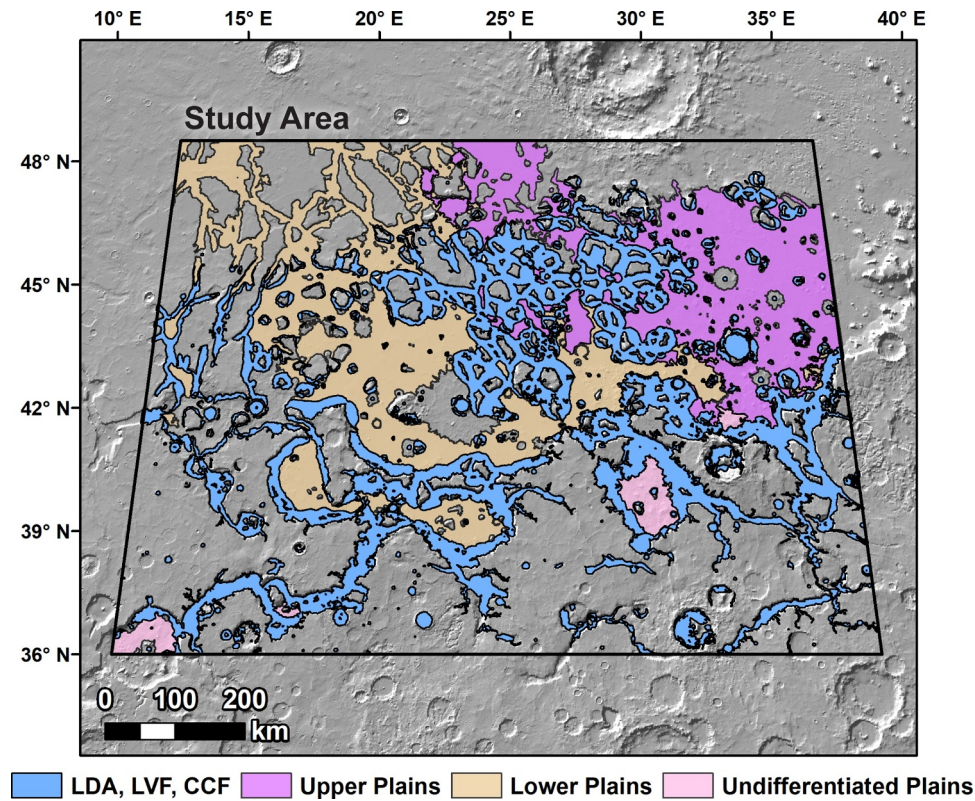 10° E 15° E 20° E 25° E 30° E 35° E 40° E
Study Area
48° N
45° N
42° N
39° N
36° N
0 100 200
km
LDA, LVF, CCF Upper Plains Lower Plains Undifferentiated Plains